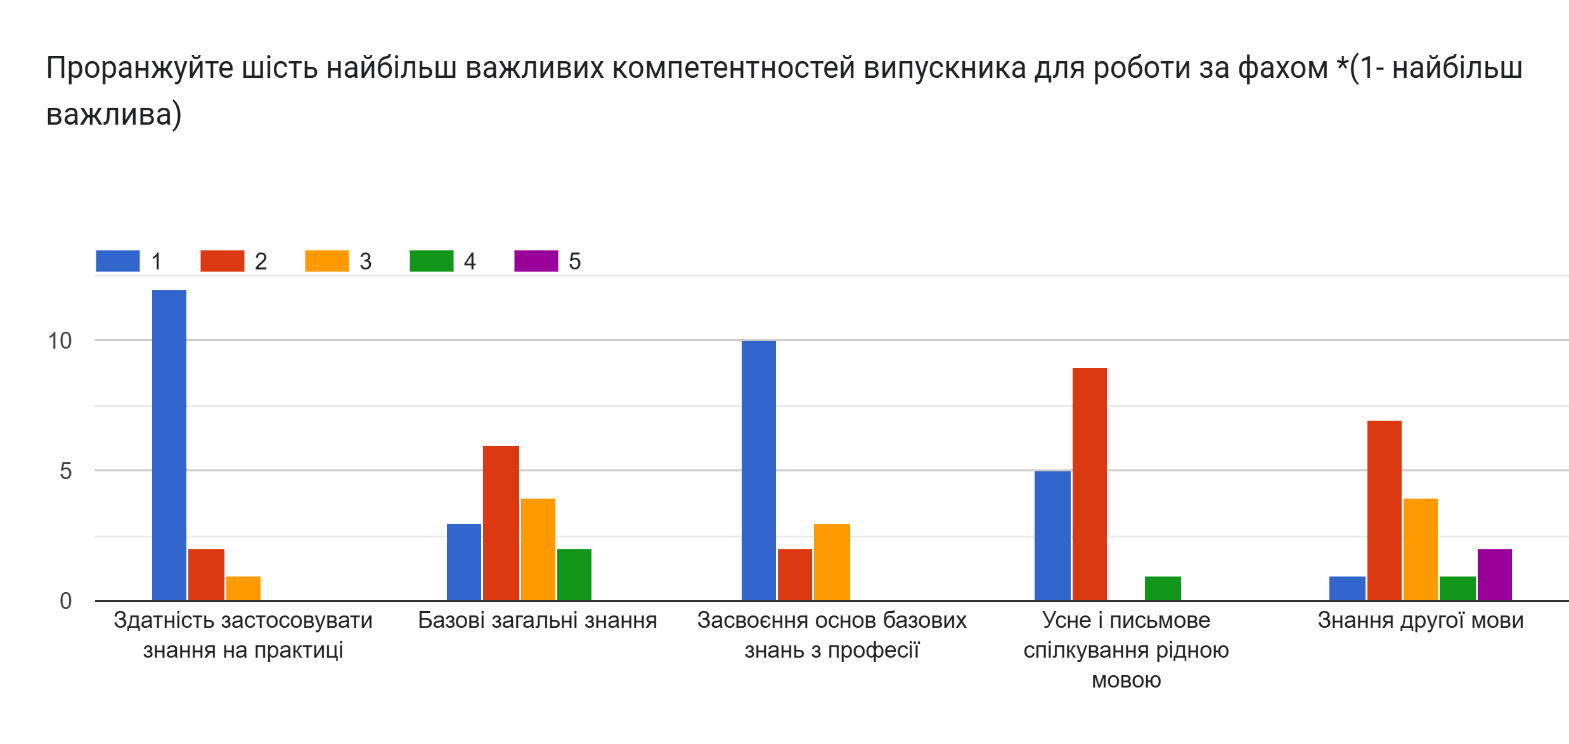 Проранжуйте шість найбільш важливих компетентностей випускника для роботи за фахом *(1- найбільш
важлива)
1 2 3 4 5
10
5
0
Здатність застосовувати
знання на практиці
Базові загальні знання
Засвоєння основ базових
знань з професії
Усне і письмове
спілкування рідною
мовою
Знання другої мови